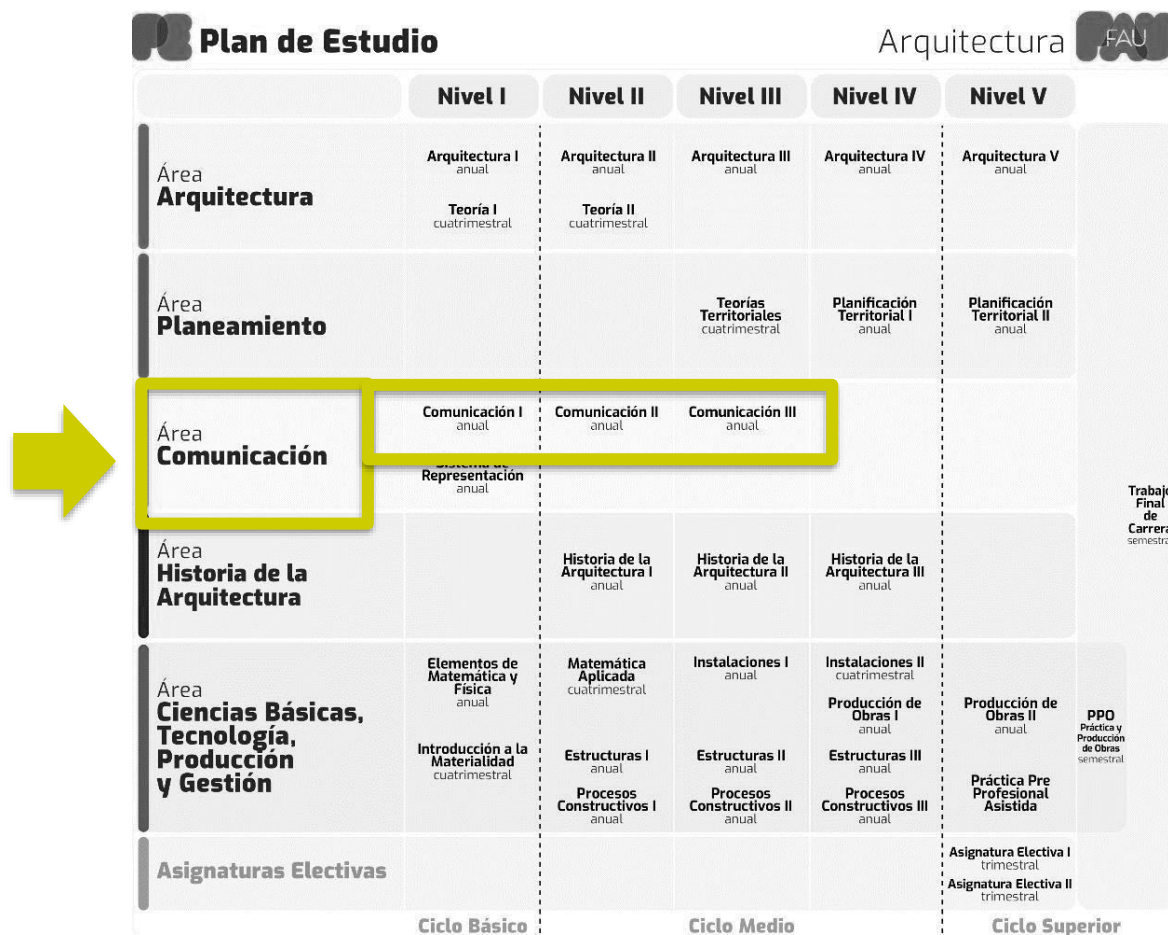 PE Plan de Estudio
Arquitectura FAU
Nivel I Nivel II Nivel III Nivel IV Nivel V
Área
Arquitectura
Arquitectura I
anual
Teoría I
cuatrimestral
Arquitectura II
anual
Teoría II
cuatrimestral
Arquitectura III
anual
Arquitectura IV
anual
Arquitectura V
anual
Área
Planeamiento
Teorías
Territoriales
cuatrimestral
Planificación
Territorial I
anual
Planificación
Territorial II
anual
Área
Comunicación
Comunicación I
anual
Sistema de
Representación
anual
Comunicación II
anual
Comunicación III
anual
Área
Historia de la
Arquitectura
Historia de la
Arquitectura I
anual
Historia de la
Arquitectura II
anual
Historia de la
Arquitectura III
anual
Área
Ciencias Básicas,
Tecnología,
Producción
y Gestión
Elementos de
Matemática y
Física
anual
Introducción a la
Materialidad
cuatrimestral
Matemática
Aplicada
cuatrimestral
Estructuras I
anual
Procesos
Constructivos I
anual
Instalaciones I
anual
Estructuras II
anual
Procesos
Constructivos II
anual
Instalaciones II
cuatrimestral
Producción de
Obras I
anual
Estructuras III
anual
Procesos
Constructivos III
anual
Producción de
Obras II
anual
Práctica Pre
Profesional
Asistida
PPO
Práctica y
Producción
de Obras
semestral
Trabajo
Final
de
Carrera
semestral
Asignaturas Electivas
Asignatura Electiva I
trimestral
Asignatura Electiva II
trimestral
Ciclo Básico Ciclo Medio Ciclo Superior